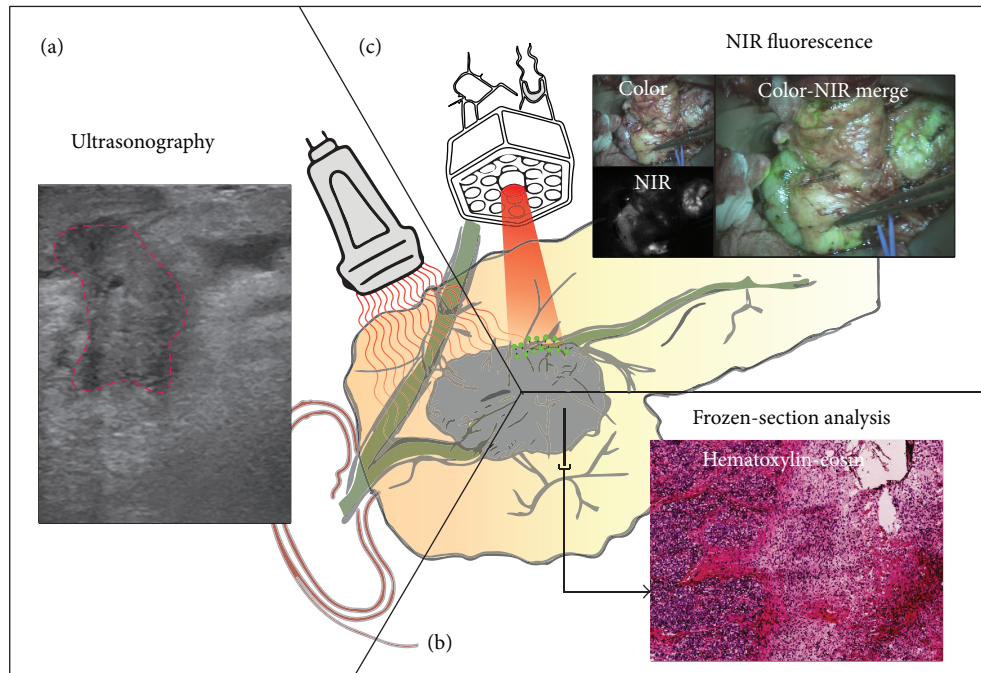 (a)
Ultrasonography
(c)
NIR fluorescence
Color
Color-NIR merge
NIR
Frozen-section analysis
Hematoxylin-eosin
(b)